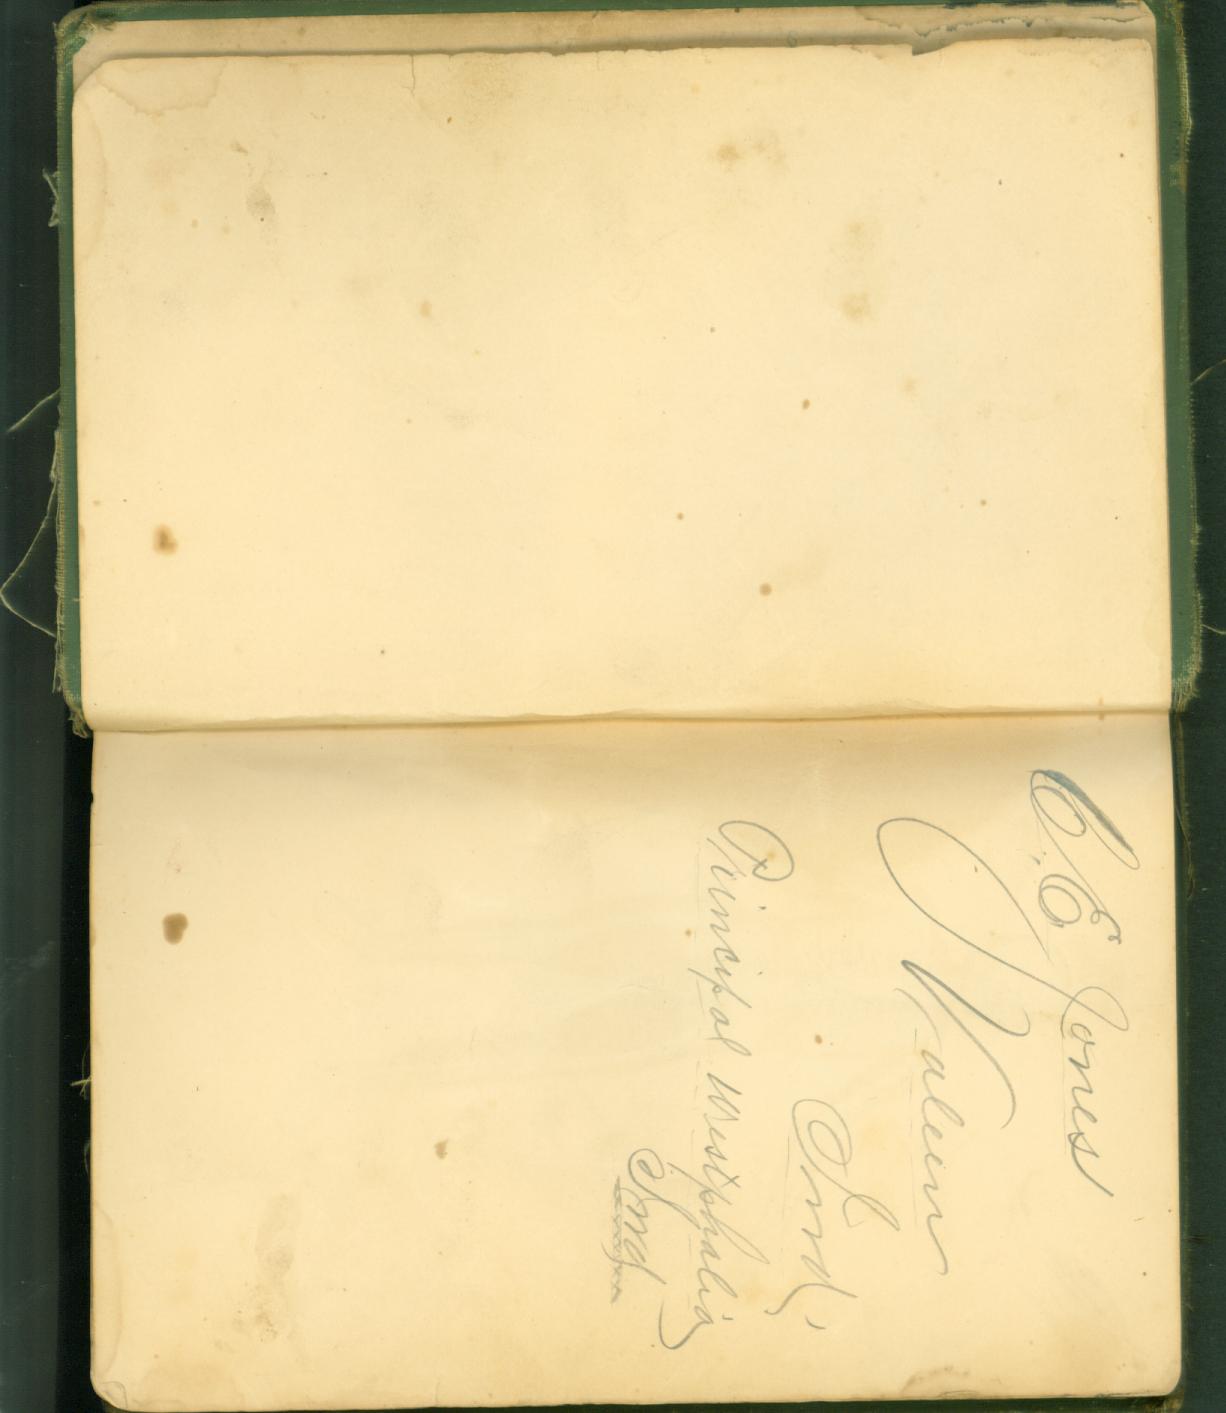 C. E. Jones
Ind,
Principal Westphalia
Ind